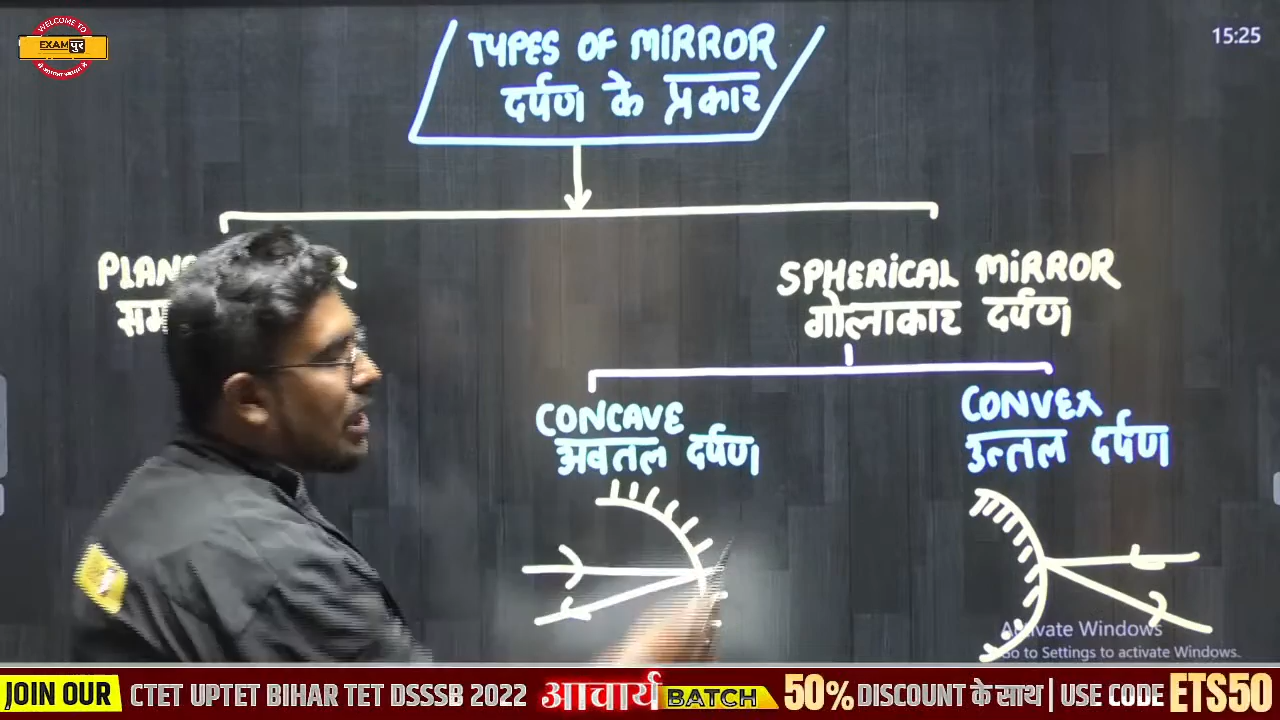 WELCOME TO
EXAM पुर
15:25
TYPES OF MIRROR
दर्पण के प्रकार
SPHERICAL MIRROR
गोलाकार दर्पण
CONCAVE
अवतल दर्पण
CONVEX
उत्तल दर्पण
Activate Windows
Go to Settings to activate Windows.
JOIN OUR CTET UPTET BIHAR TET DSSSB 2022 आचार्य BATCH 50% DISCOUNT के साथ | USE CODE ETS50